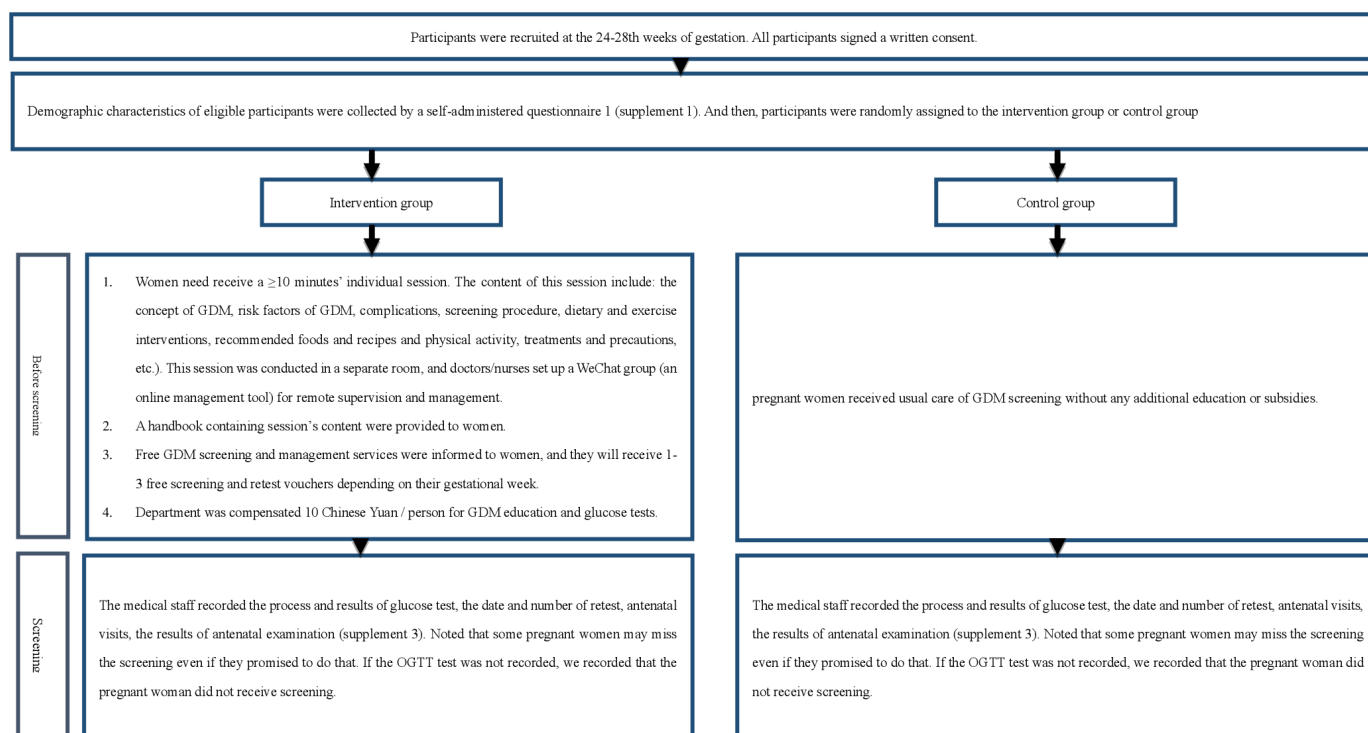 Participants were recruited at the 24-28th weeks of gestation. All participants signed a written consent.
Demographic characteristics of eligible participants were collected by a self-administered questionnaire 1 (supplement 1). And then, participants were randomly assigned to the intervention group or control group
Intervention group
Control group
Before screening
1. Women need receive a ≥10 minutes’ individual session. The content of this session include: the
concept of GDM, risk factors of GDM, complications, screening procedure, dietary and exercise
interventions, recommended foods and recipes and physical activity, treatments and precautions,
etc.). This session was conducted in a separate room, and doctors/nurses set up a WeChat group (an
online management tool) for remote supervision and management.
2. A handbook containing session’s content were provided to women.
3. Free GDM screening and management services were informed to women, and they will receive 1-
3 free screening and retest vouchers depending on their gestational week.
4. Department was compensated 10 Chinese Yuan / person for GDM education and glucose tests.
pregnant women received usual care of GDM screening without any additional education or subsidies.
Screening
The medical staff recorded the process and results of glucose test, the date and number of retest, antenatal
visits, the results of antenatal examination (supplement 3). Noted that some pregnant women may miss
the screening even if they promised to do that. If the OGTT test was not recorded, we recorded that the
pregnant woman did not receive screening.
The medical staff recorded the process and results of glucose test, the date and number of retest, antenatal visits,
the results of antenatal examination (supplement 3). Noted that some pregnant women may miss the screening
even if they promised to do that. If the OGTT test was not recorded, we recorded that the pregnant woman did
not receive screening.